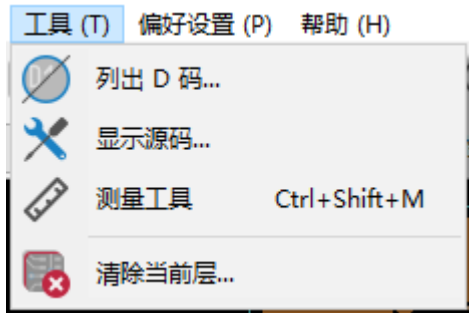 工具 (T) 偏好设置 (P) 帮助 (H)
列出 D 码...
显示源码...
测量工具 Ctrl+Shift+M
清除当前层...